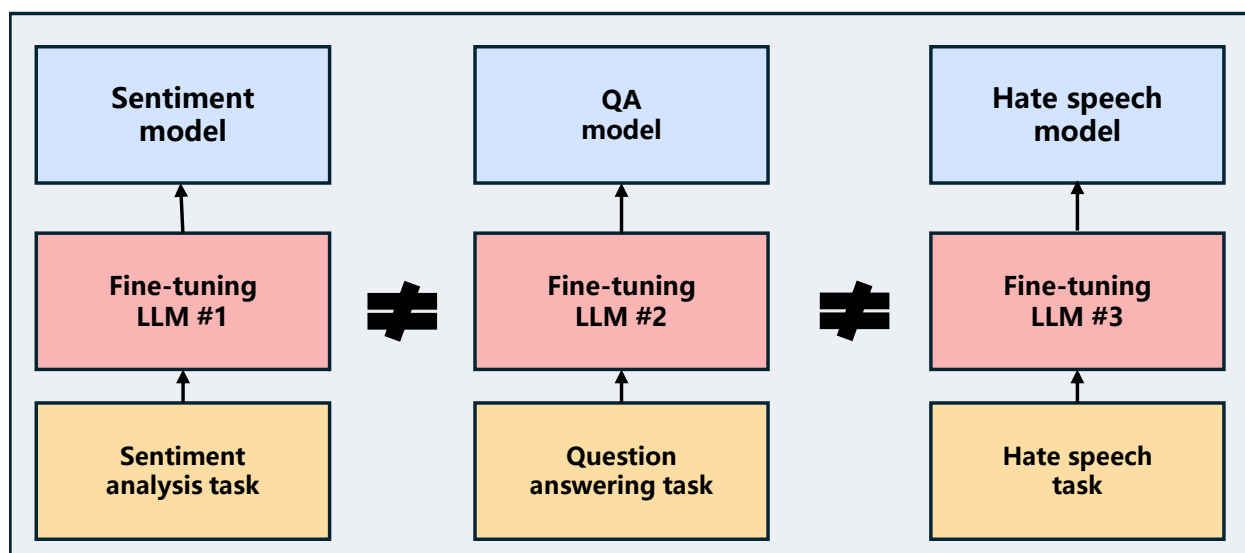 Sentiment
model
QA
model
Hate speech
model
Fine-tuning
LLM #1
≠
Fine-tuning
LLM #2
≠
Fine-tuning
LLM #3
Sentiment
analysis task
Question
answering task
Hate speech
task